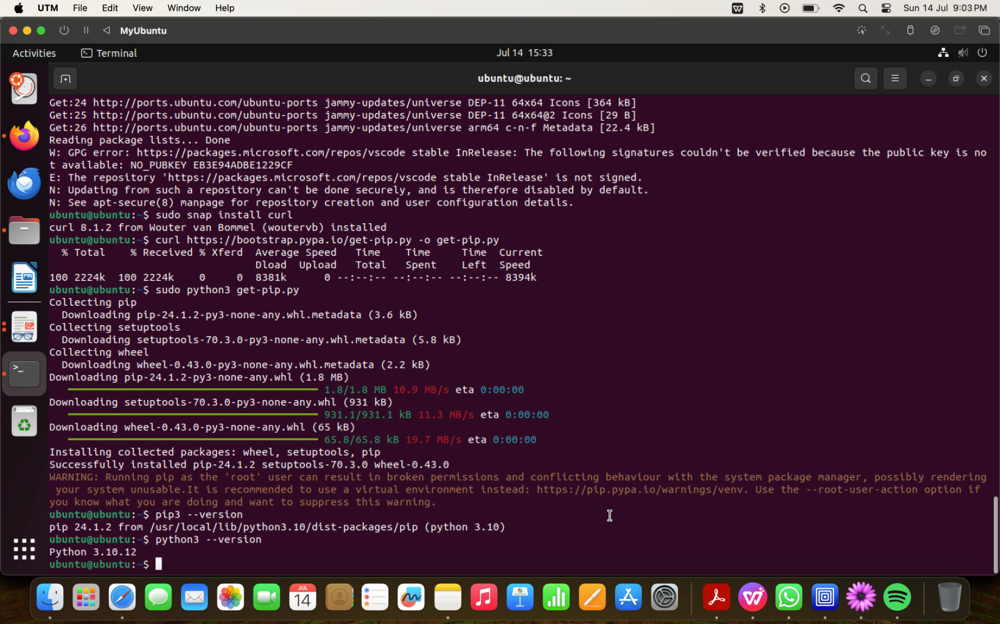 UTM File Edit View Window Help Sun 14 Jul 9:03 PM
MyUbuntu
Activities Terminal Jul 14 15:33
ubuntu@ubuntu: ~
Get:24 http://ports.ubuntu.com/ubuntu-ports jammy-updates/universe DEP-11 64x64 Icons [364 kB]
Get:25 http://ports.ubuntu.com/ubuntu-ports jammy-updates/universe DEP-11 64x64@2 Icons [29 B]
Get:26 http://ports.ubuntu.com/ubuntu-ports jammy-updates/universe arm64 c-n-f Metadata [22.4 kB]
Reading package lists... Done
W: GPG error: https://packages.microsoft.com/repos/vscode stable InRelease: The following signatures couldn't be verified because the public key is no
t available: NO_PUBKEY EB3E94ADBE1229CF
E: The repository 'https://packages.microsoft.com/repos/vscode stable InRelease' is not signed.
N: Updating from such a repository can't be done securely, and is therefore disabled by default.
N: See apt-secure(8) manpage for repository creation and user configuration details.
ubuntu@ubuntu:~$ sudo snap install curl
curl 8.1.2 from Wouter van Bommel (woutervb) installed
ubuntu@ubuntu:~$ curl https://bootstrap.pypa.io/get-pip.py -o get-pip.py
% Total % Received % Xferd Average Speed Time Time Time Current
Dload Upload Total Spent Left Speed
100 2224k 100 2224k 0 0 8381k 0 --:--:-- --:--:-- --:--:-- 8394k
ubuntu@ubuntu:~$ sudo python3 get-pip.py
Collecting pip
Downloading pip-24.1.2-py3-none-any.whl.metadata (3.6 kB)
Collecting setuptools
Downloading setuptools-70.3.0-py3-none-any.whl.metadata (5.8 kB)
Collecting wheel
Downloading wheel-0.43.0-py3-none-any.whl.metadata (2.2 kB)
Downloading pip-24.1.2-py3-none-any.whl (1.8 MB)
1.8/1.8 MB 10.9 MB/s eta 0:00:00
Downloading setuptools-70.3.0-py3-none-any.whl (931 kB)
931.1/931.1 kB 11.3 MB/s eta 0:00:00
Downloading wheel-0.43.0-py3-none-any.whl (65 kB)
65.8/65.8 kB 19.7 MB/s eta 0:00:00
Installing collected packages: wheel, setuptools, pip
Successfully installed pip-24.1.2 setuptools-70.3.0 wheel-0.43.0
WARNING: Running pip as the 'root' user can result in broken permissions and conflicting behaviour with the system package manager, possibly rendering
your system unusable.It is recommended to use a virtual environment instead: https://pip.pypa.io/warnings/venv. Use the --root-user-action option if
you know what you are doing and want to suppress this warning.
ubuntu@ubuntu:~$ pip3 --version
pip 24.1.2 from /usr/local/lib/python3.10/dist-packages/pip (python 3.10)
ubuntu@ubuntu:~$ python3 --version
Python 3.10.12
ubuntu@ubuntu:~$
JUL
14